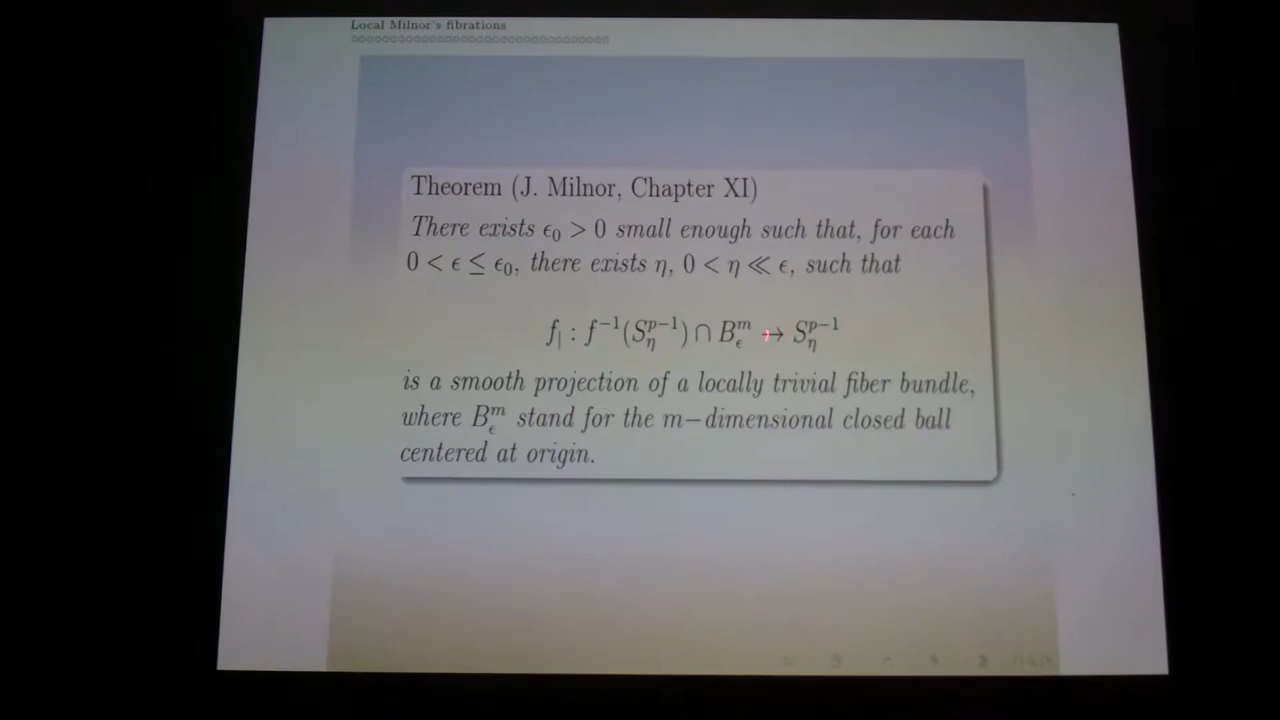 Local Milnor's fibrations
Theorem (J. Milnor, Chapter XI)
There exists ϵ₀ > 0 small enough such that, for each
0 < ϵ ≤ ϵ₀, there exists η, 0 < η ≪ ϵ, such that
f_| : f^{-1}(S_η^{p-1}) ∩ B_ϵ^m → S_η^{p-1}
is a smooth projection of a locally trivial fiber bundle,
where B_ϵ^m stand for the m-dimensional closed ball
centered at origin.